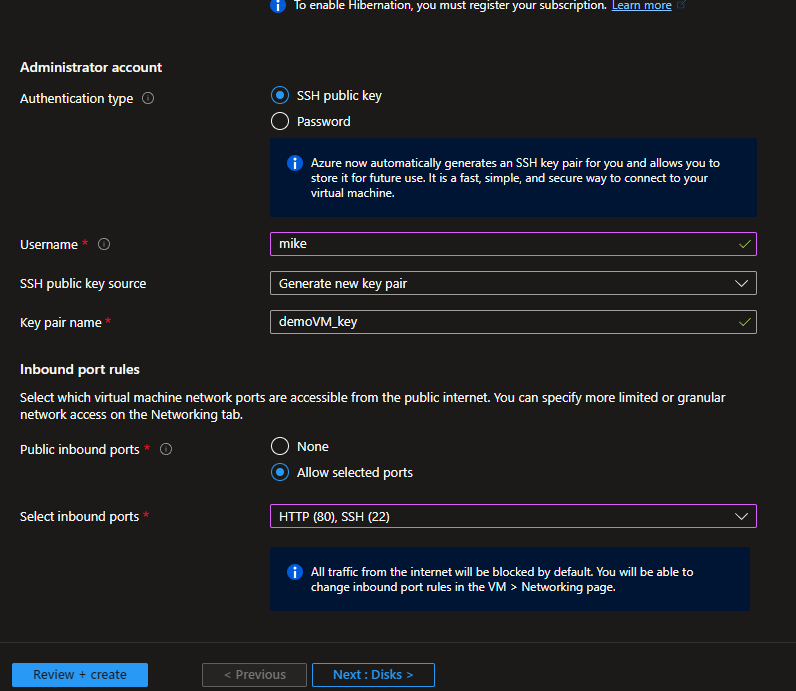 To enable Hibernation, you must register your subscription. Learn more
Administrator account
Authentication type
SSH public key
Password
Azure now automatically generates an SSH key pair for you and allows you to
store it for future use. It is a fast, simple, and secure way to connect to your
virtual machine.
Username *
mike
SSH public key source
Generate new key pair
Key pair name *
demoVM_key
Inbound port rules
Select which virtual machine network ports are accessible from the public internet. You can specify more limited or granular
network access on the Networking tab.
Public inbound ports *
None
Allow selected ports
Select inbound ports *
HTTP (80), SSH (22)
All traffic from the internet will be blocked by default. You will be able to
change inbound port rules in the VM > Networking page.
Review + create
< Previous
Next : Disks >